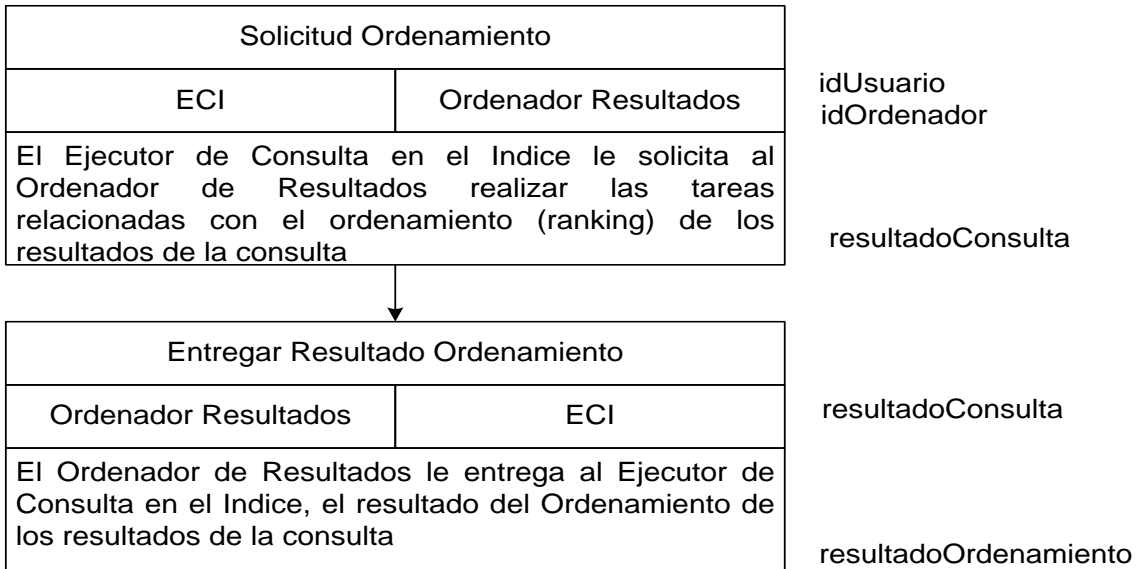 Solicitud Ordenamiento
ECI
Ordenador Resultados
idUsuario
idOrdenador
El Ejecutor de Consulta en el Indice le solicita al
Ordenador de Resultados realizar las tareas
relacionadas con el ordenamiento (ranking) de los
resultados de la consulta
resultadoConsulta
Entregar Resultado Ordenamiento
Ordenador Resultados
ECI
resultadoConsulta
El Ordenador de Resultados le entrega al Ejecutor de
Consulta en el Indice, el resultado del Ordenamiento de
los resultados de la consulta
resultadoOrdenamiento